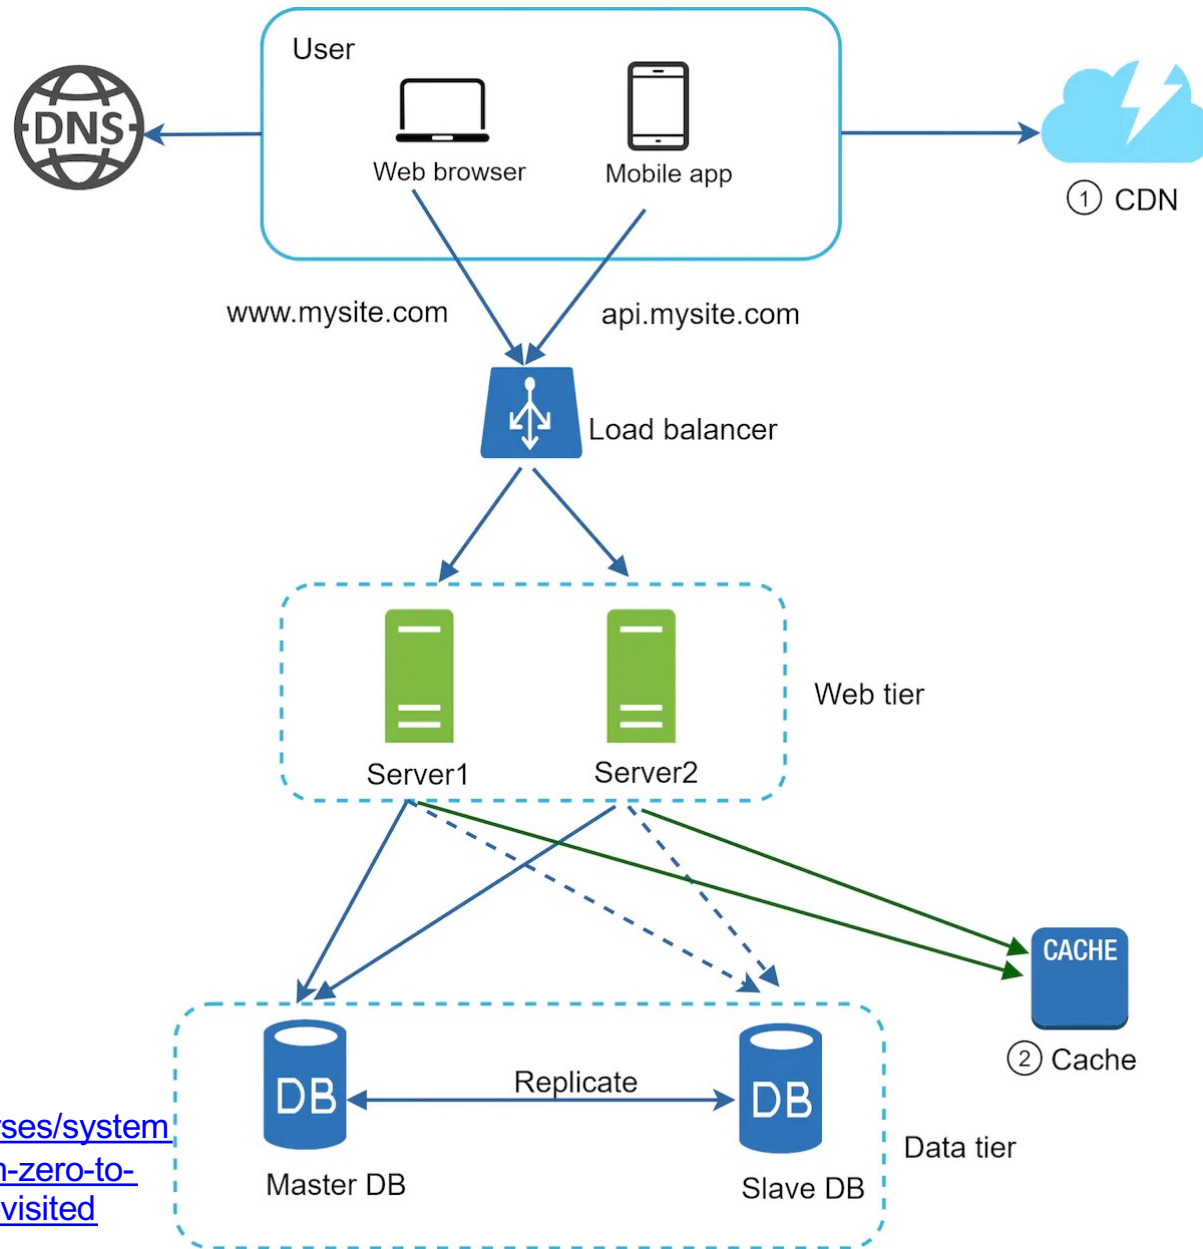 User
DNS
Web browser
Mobile app
1 CDN
www.mysite.com
api.mysite.com
Load balancer
Web tier
Server1
Server2
CACHE
2 Cache
Replicate
DB
DB
Master DB
Slave DB
Data tier
rses/system
n-zero-to-
visited